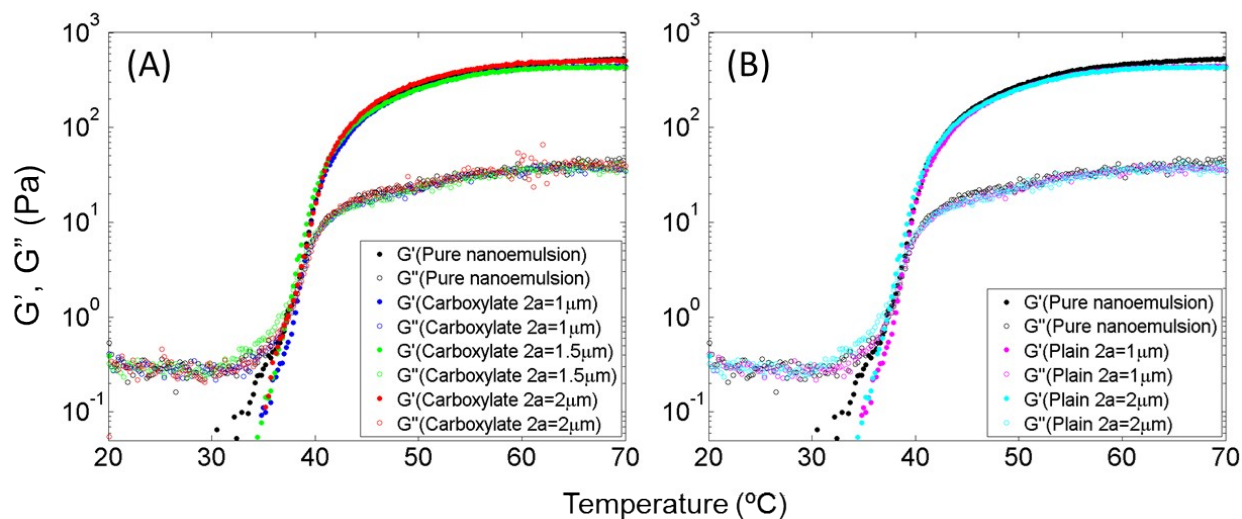 (A)
(B)
G', G" (Pa)
10³
10²
10¹
10⁰
10⁻¹
20 30 40 50 60 70
G'(Pure nanoemulsion)
G"(Pure nanoemulsion)
G'(Carboxylate 2a=1μm)
G"(Carboxylate 2a=1μm)
G'(Carboxylate 2a=1.5μm)
G"(Carboxylate 2a=1.5μm)
G'(Carboxylate 2a=2μm)
G"(Carboxylate 2a=2μm)
10³
10²
10¹
10⁰
10⁻¹
20 30 40 50 60 70
G'(Pure nanoemulsion)
G"(Pure nanoemulsion)
G'(Plain 2a=1μm)
G"(Plain 2a=1μm)
G'(Plain 2a=2μm)
G"(Plain 2a=2μm)
Temperature (ºC)